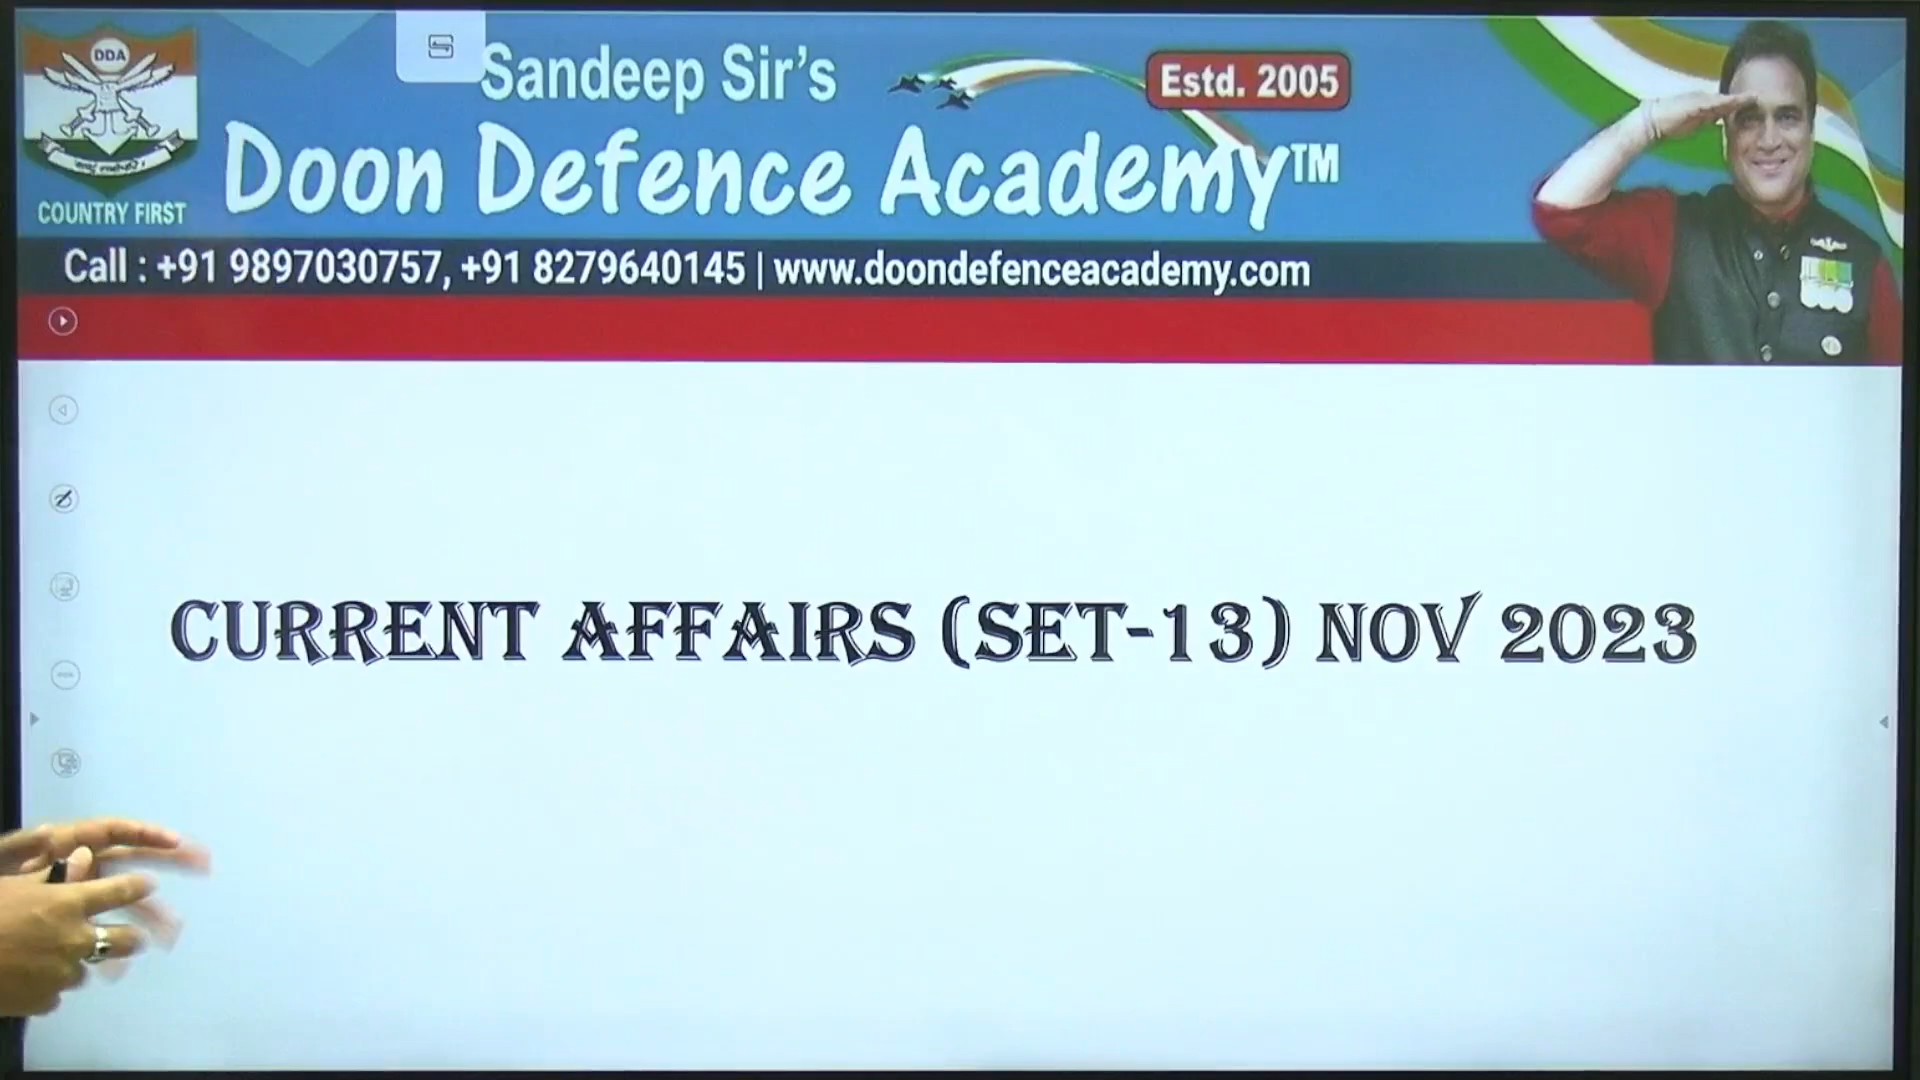 DDA
COUNTRY FIRST
Sandeep Sir's
Estd. 2005
Doon Defence Academy™
Call : +91 9897030757, +91 8279640145 | www.doondefenceacademy.com
CURRENT AFFAIRS (SET-13) NOV 2023